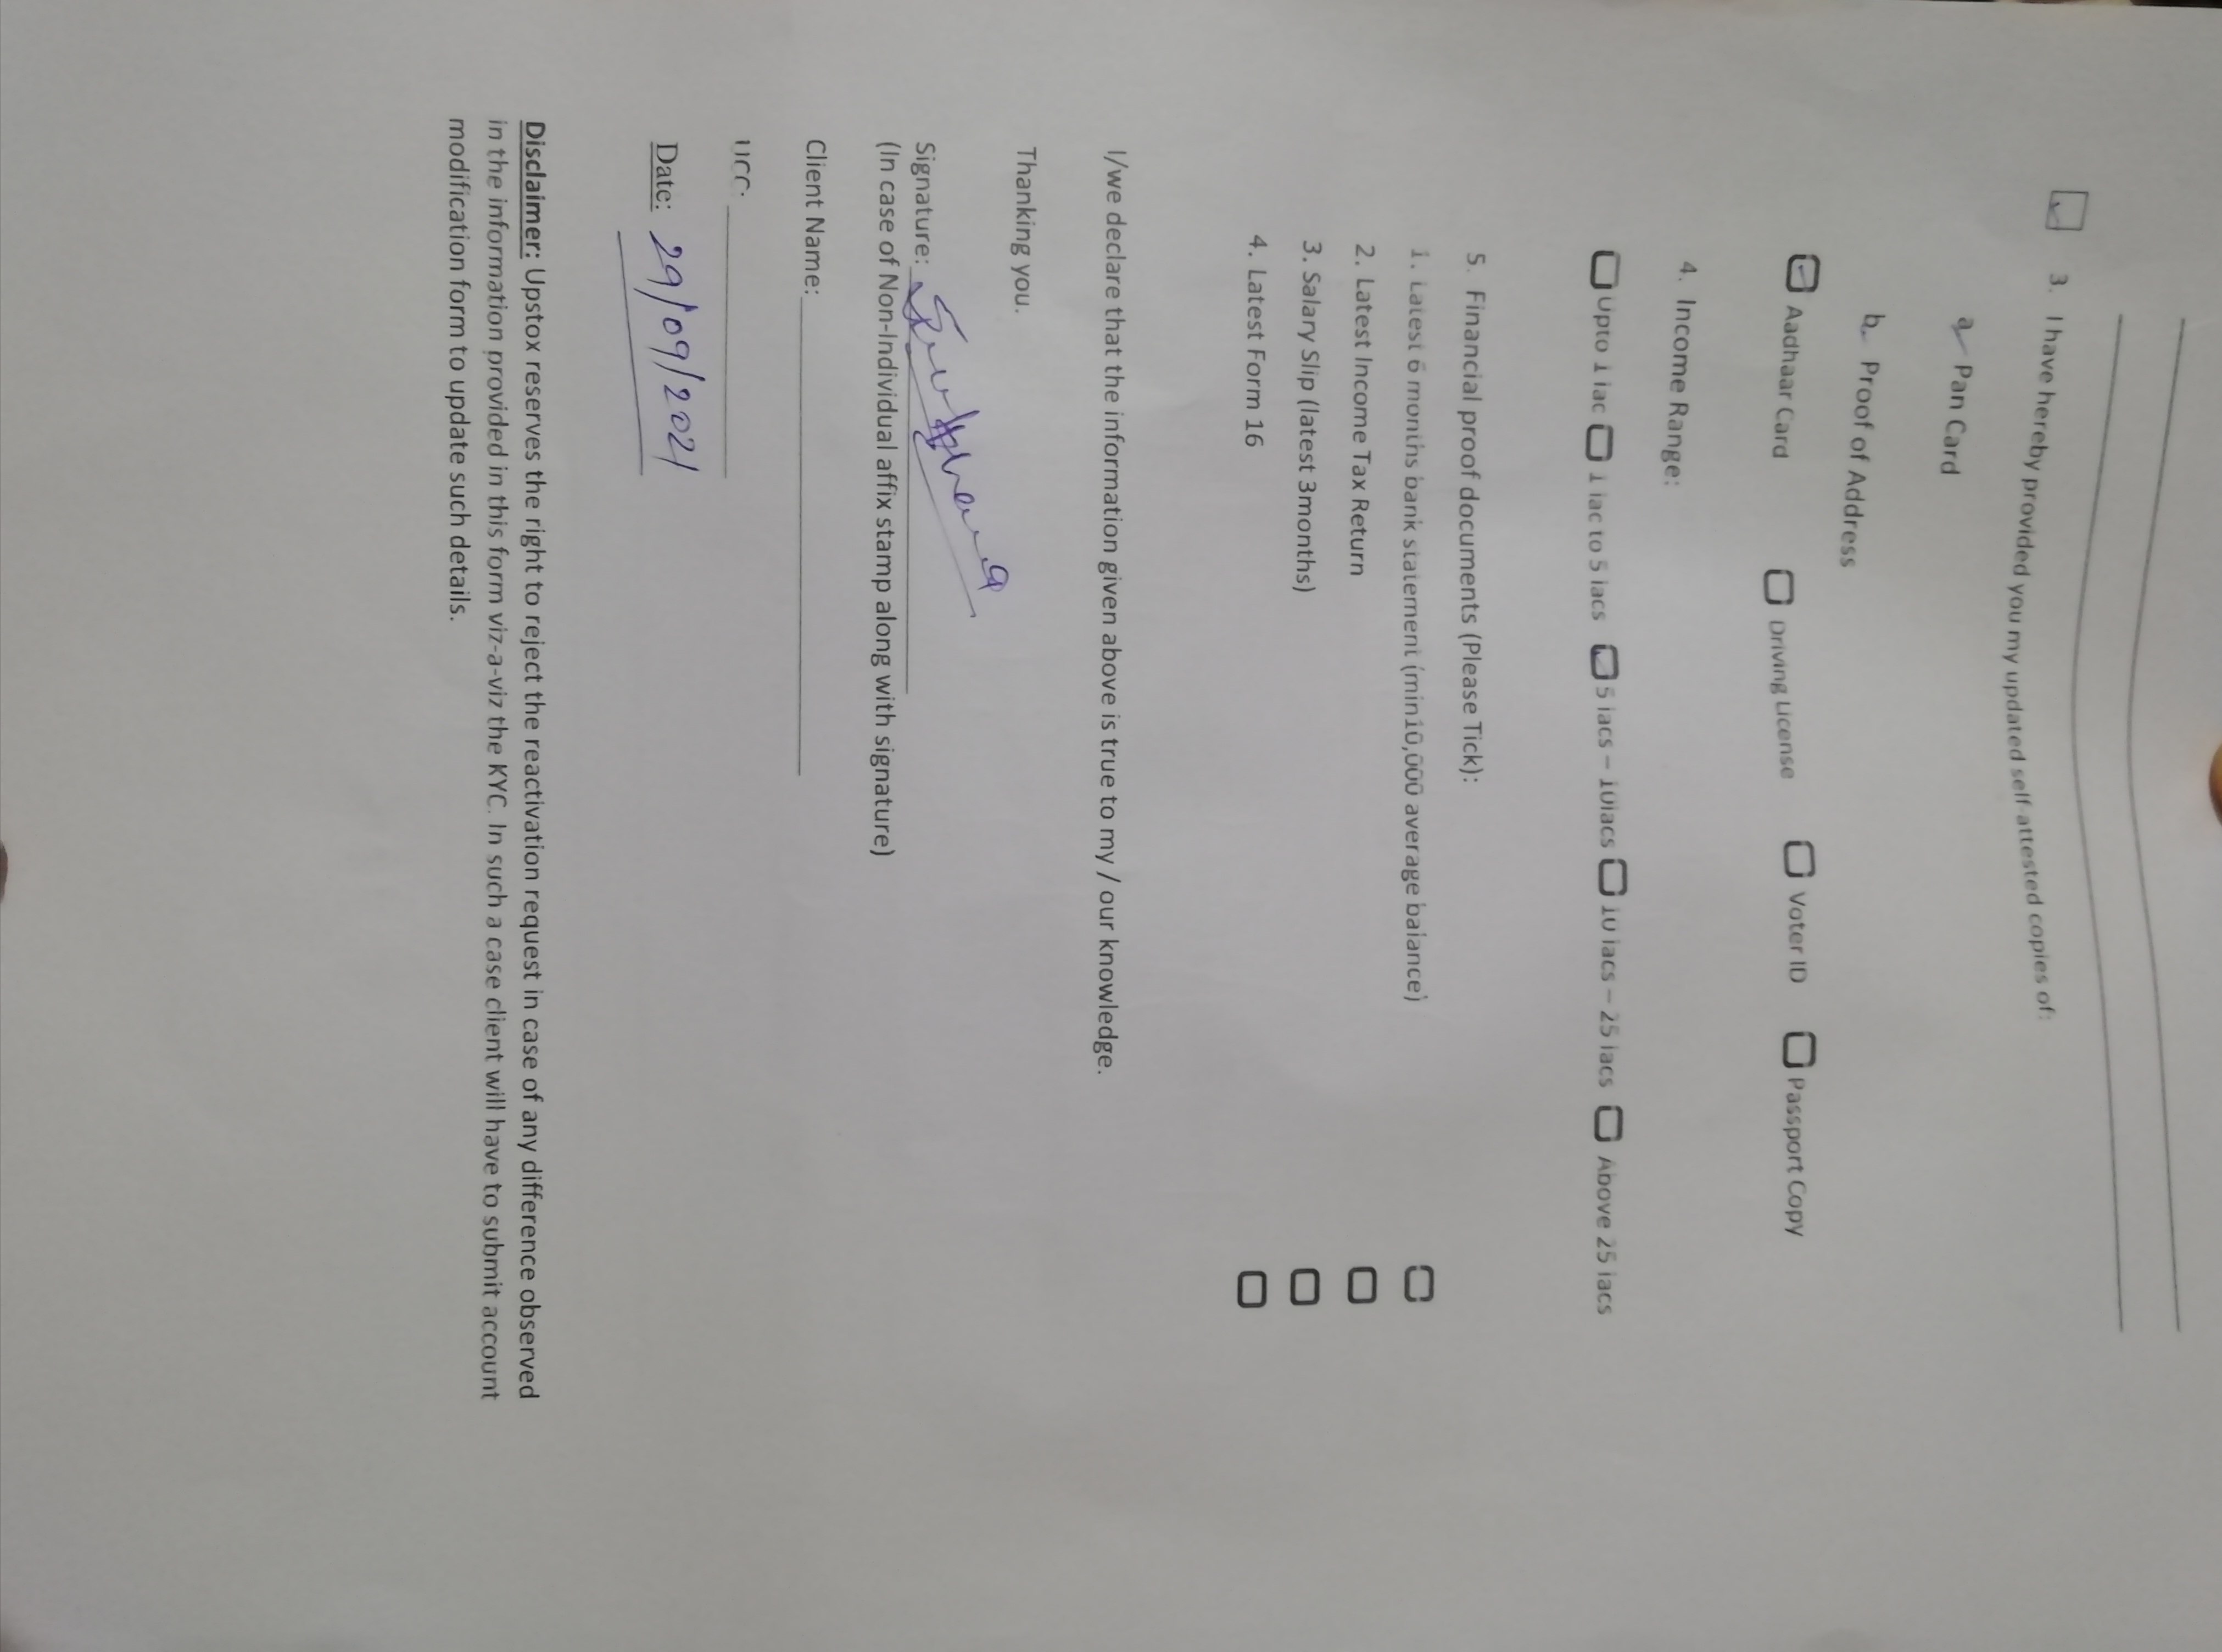 3. I have hereby provided you my updated self-attested copies of:
a. Pan Card
b. Proof of Address
Aadhaar Card Driving License Voter ID Passport Copy
4. Income Range:
Upto 1 lac 1 lac to 5 lacs 5 lacs – 10lacs 10 lacs – 25 lacs Above 25 lacs
5. Financial proof documents (Please Tick):
1. Latest 6 months bank statement (min10,000 average balance)
2. Latest Income Tax Return
3. Salary Slip (latest 3months)
4. Latest Form 16
I/we declare that the information given above is true to my / our knowledge.
Thanking you.
Signature:
(In case of Non-Individual affix stamp along with signature)
Client Name:
UCC:
Date: 29/09/2021
Disclaimer: Upstox reserves the right to reject the reactivation request in case of any difference observed
in the information provided in this form viz-a-viz the KYC. In such a case client will have to submit account
modification form to update such details.